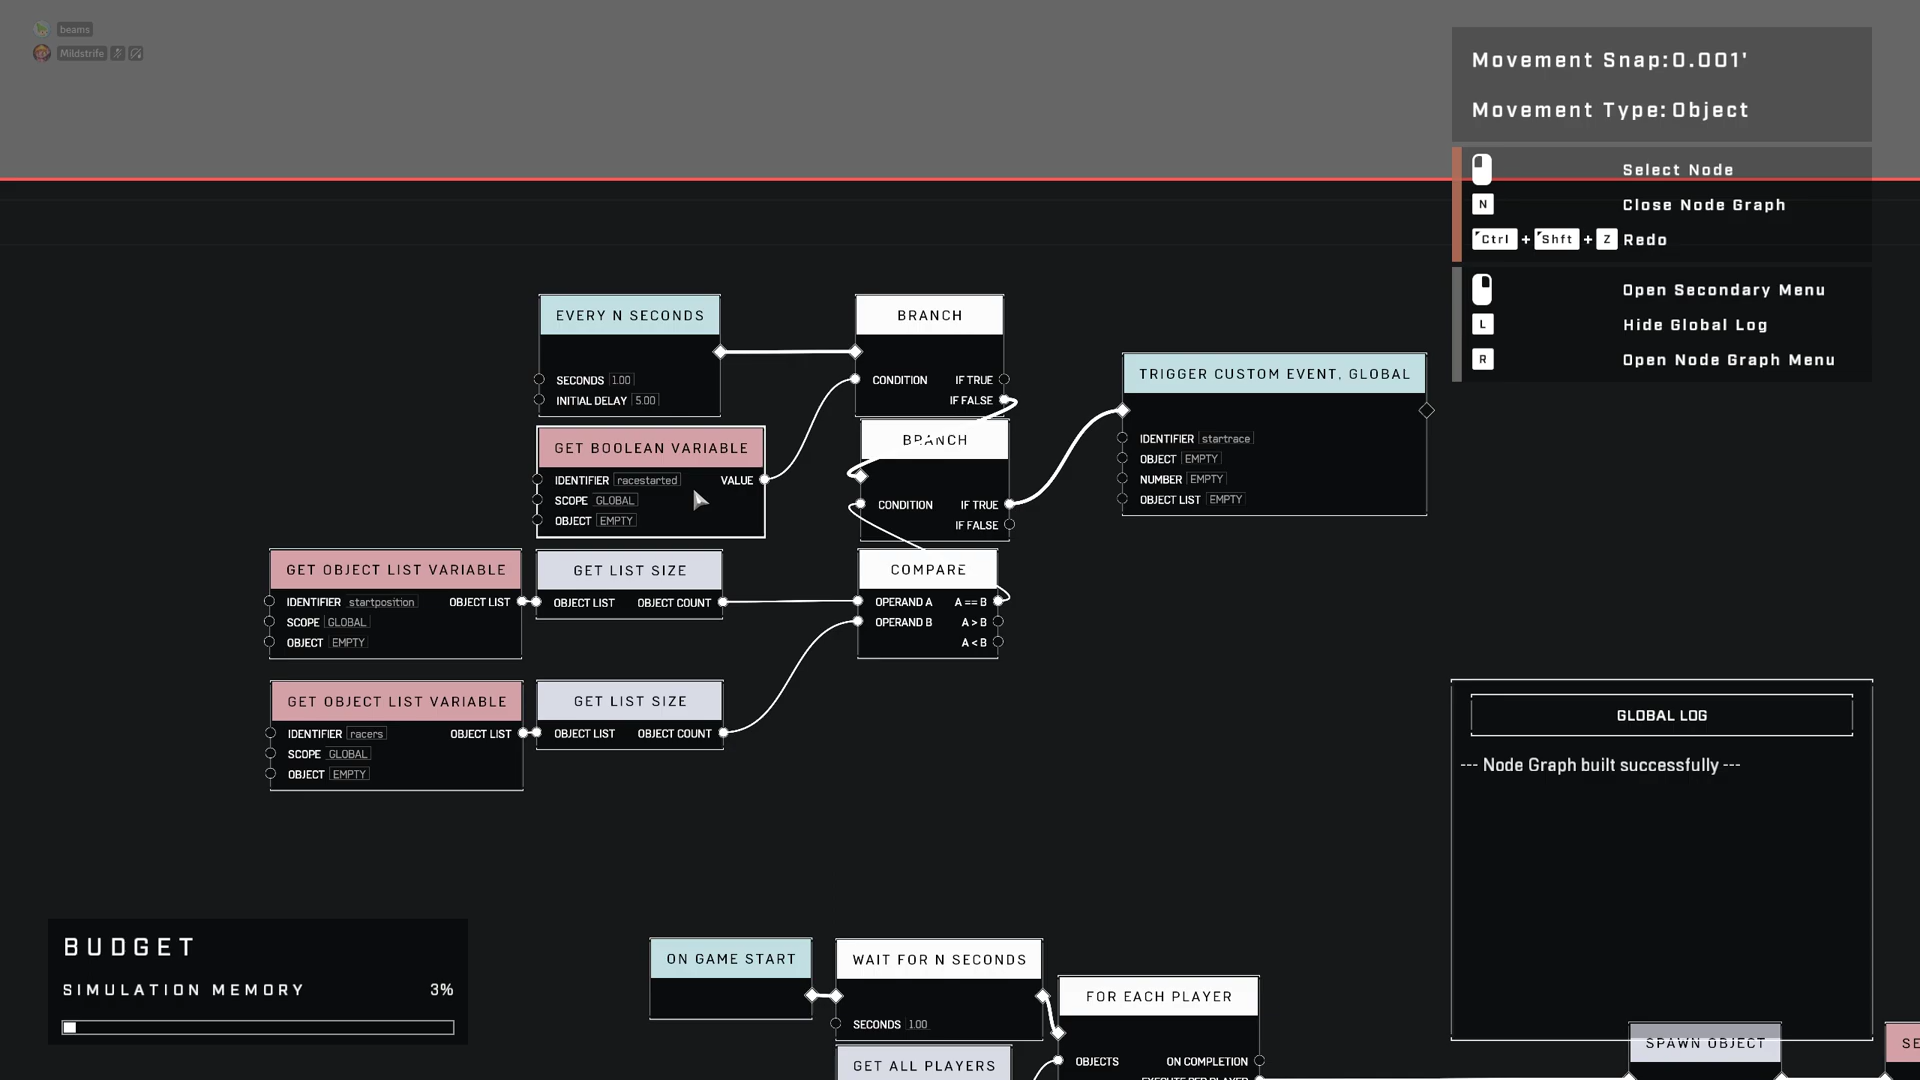 beams
Mildstrife
Movement Snap:0.001'
Movement Type:Object
Select Node
N Close Node Graph
Ctrl + Shft + Z Redo
Open Secondary Menu
L Hide Global Log
R Open Node Graph Menu
EVERY N SECONDS
SECONDS 1.00
INITIAL DELAY 5.00
BRANCH
CONDITION IF TRUE
IF FALSE
TRIGGER CUSTOM EVENT, GLOBAL
IDENTIFIER startrace
OBJECT EMPTY
NUMBER EMPTY
OBJECT LIST EMPTY
GET BOOLEAN VARIABLE
IDENTIFIER racestarted VALUE
SCOPE GLOBAL
OBJECT EMPTY
BRANCH
CONDITION IF TRUE
IF FALSE
GET OBJECT LIST VARIABLE
IDENTIFIER startposition OBJECT LIST
SCOPE GLOBAL
OBJECT EMPTY
GET LIST SIZE
OBJECT LIST OBJECT COUNT
COMPARE
OPERAND A A == B
OPERAND B A > B
A < B
GET OBJECT LIST VARIABLE
IDENTIFIER racers OBJECT LIST
SCOPE GLOBAL
OBJECT EMPTY
GET LIST SIZE
OBJECT LIST OBJECT COUNT
GLOBAL LOG
--- Node Graph built successfully ---
BUDGET
SIMULATION MEMORY 3%
ON GAME START
WAIT FOR N SECONDS
SECONDS 1.00
FOR EACH PLAYER
OBJECTS ON COMPLETION
EXECUTE PER PLAYER
GET ALL PLAYERS
SPAWN OBJECT
SE